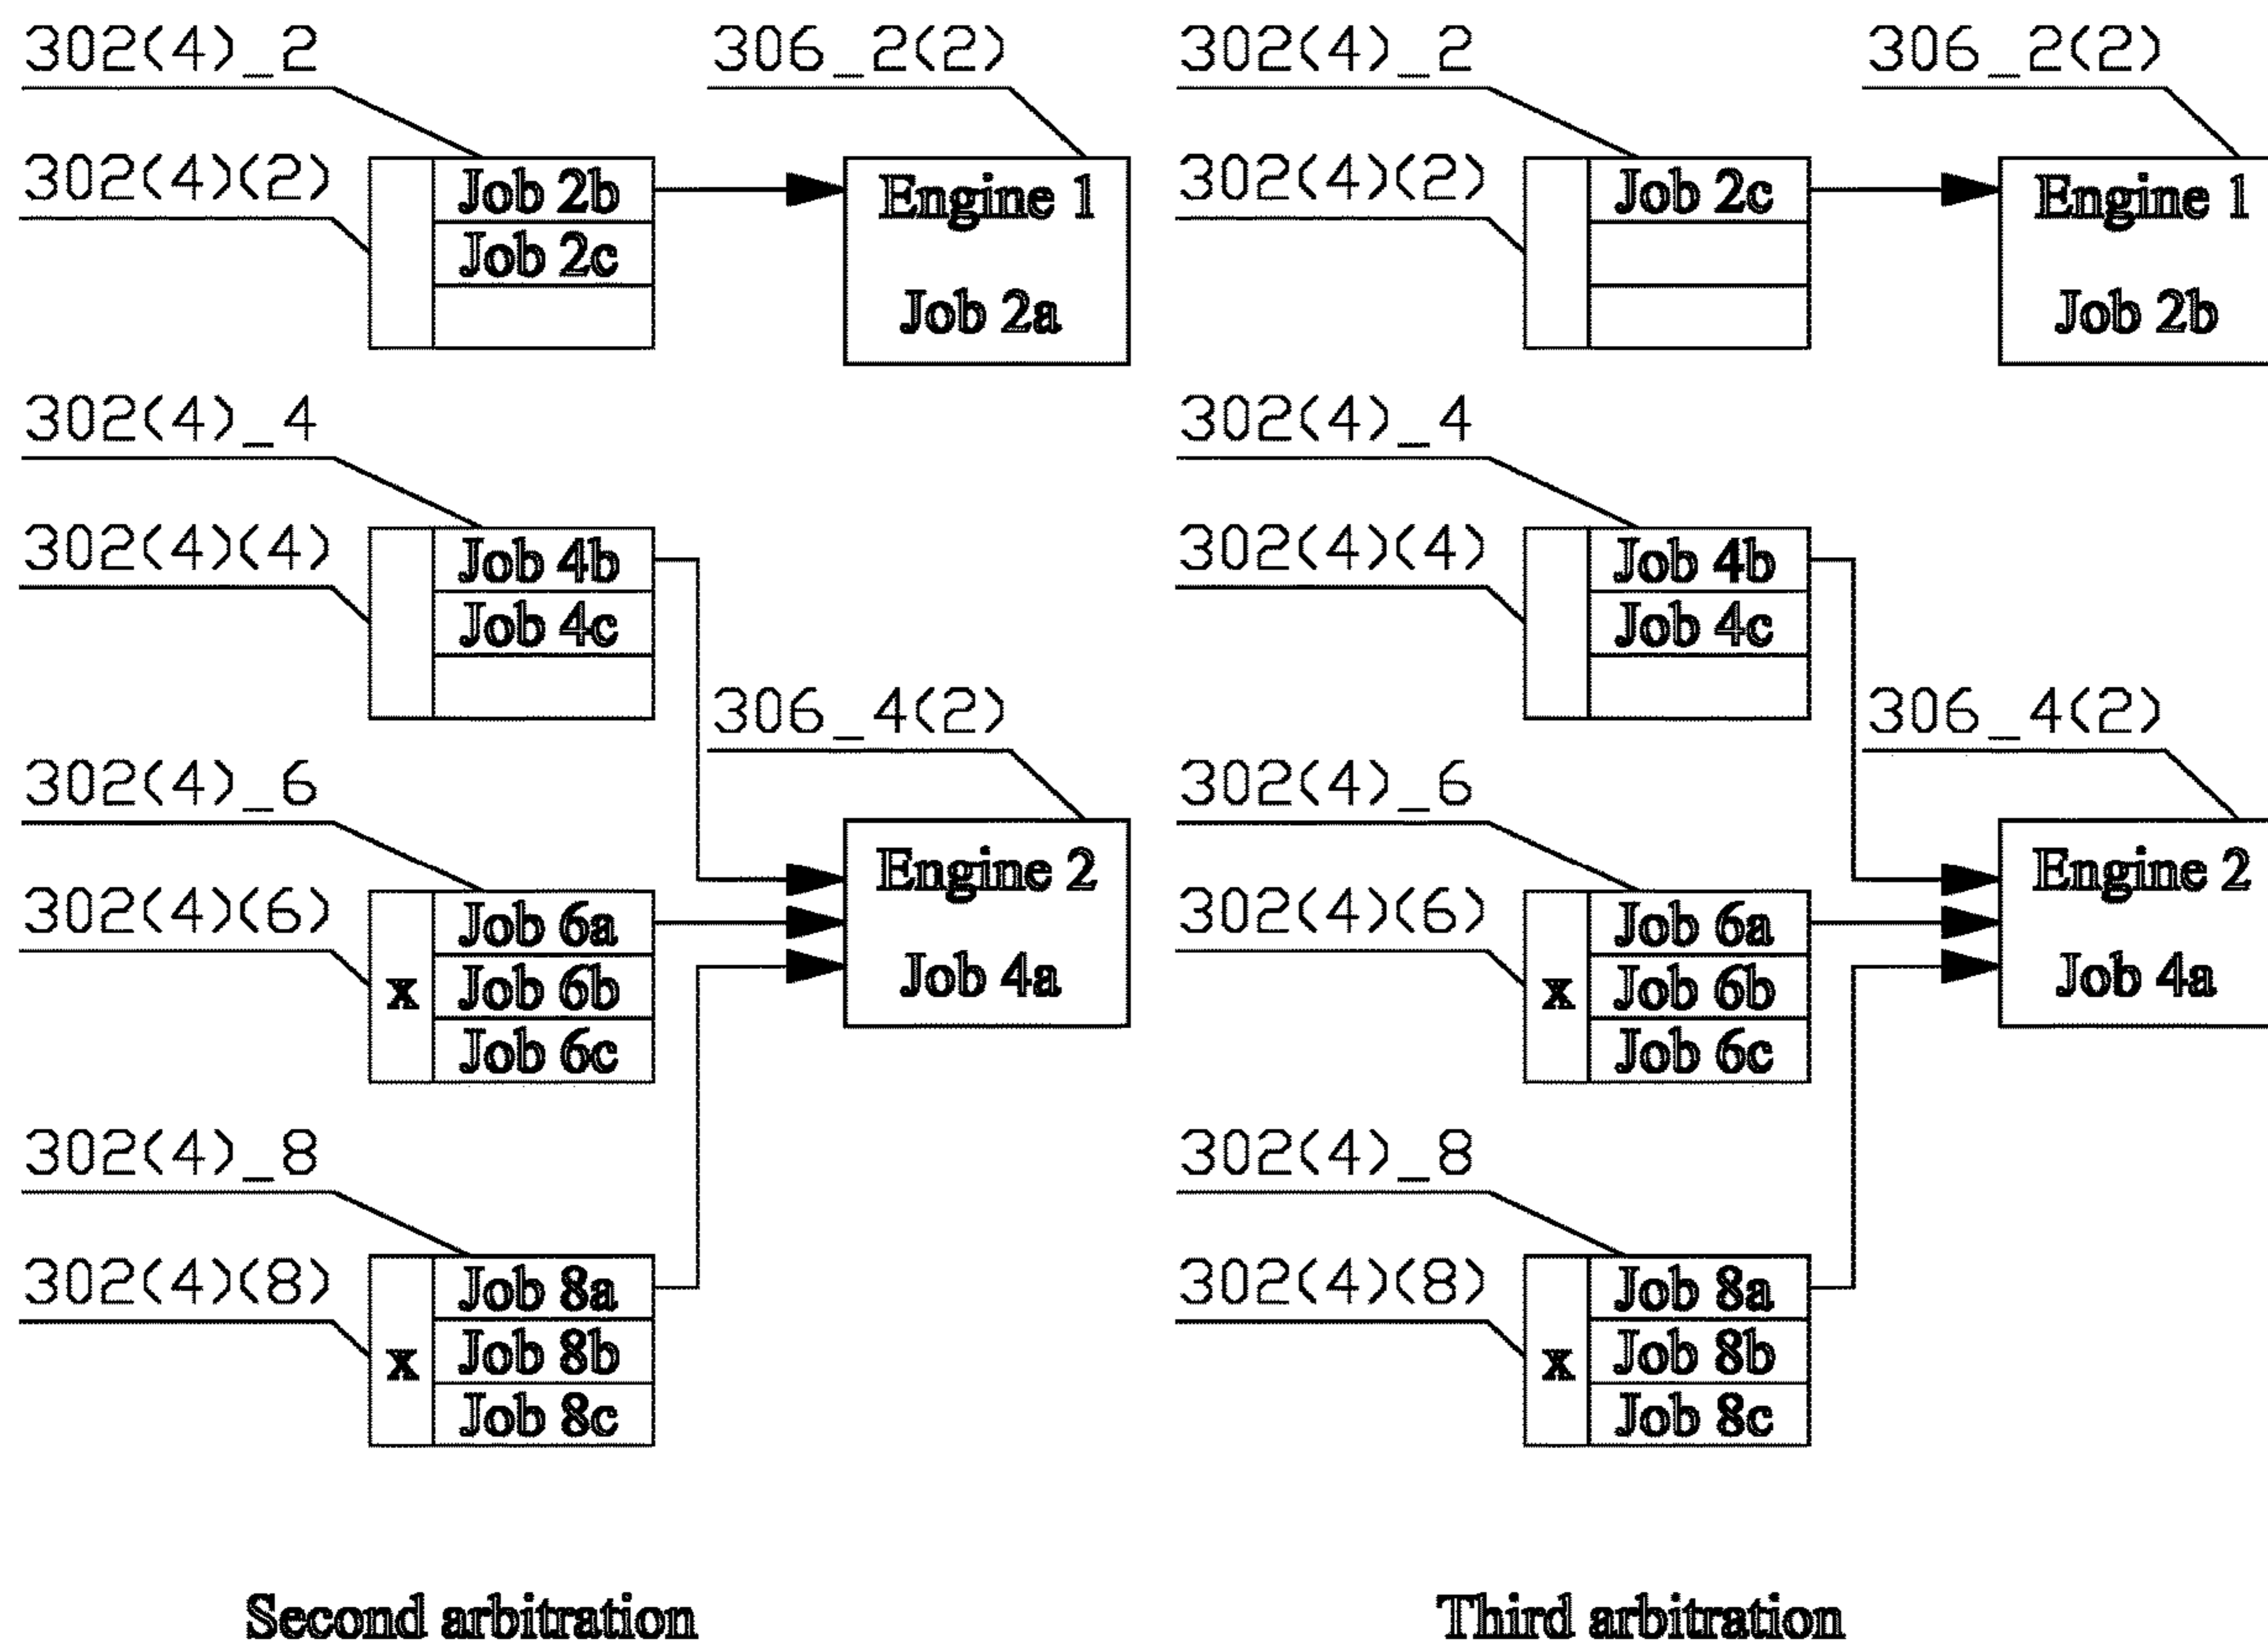 302(4)_2
306_2(2)
302(4)(2)
Job 2b
Job 2c
Engine 1
Job 2a
302(4)_4
302(4)(4)
Job 4b
Job 4c
306_4(2)
302(4)_6
302(4)(6)
x
Job 6a
Job 6b
Job 6c
Engine 2
Job 4a
302(4)_8
302(4)(8)
x
Job 8a
Job 8b
Job 8c
Second arbitration
302(4)_2
306_2(2)
302(4)(2)
Job 2c
Engine 1
Job 2b
302(4)_4
302(4)(4)
Job 4b
Job 4c
306_4(2)
302(4)_6
302(4)(6)
x
Job 6a
Job 6b
Job 6c
Engine 2
Job 4a
302(4)_8
302(4)(8)
x
Job 8a
Job 8b
Job 8c
Third arbitration